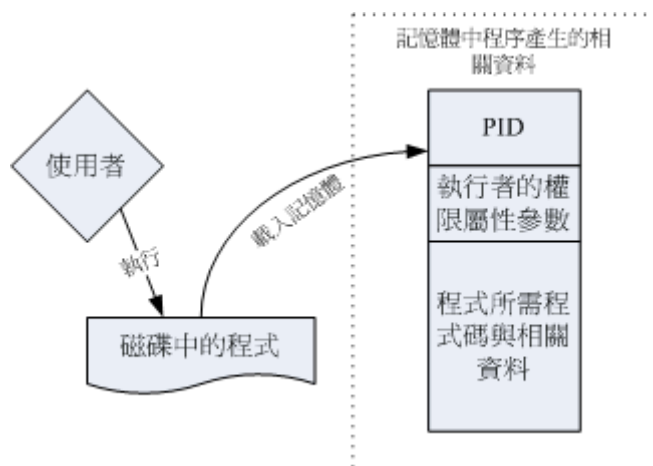 記憶體中程序產生的相
關資料
PID
使用者
執行者的權
限屬性參數
載入記憶體
執行
程式所需程
式碼與相關
資料
磁碟中的程式